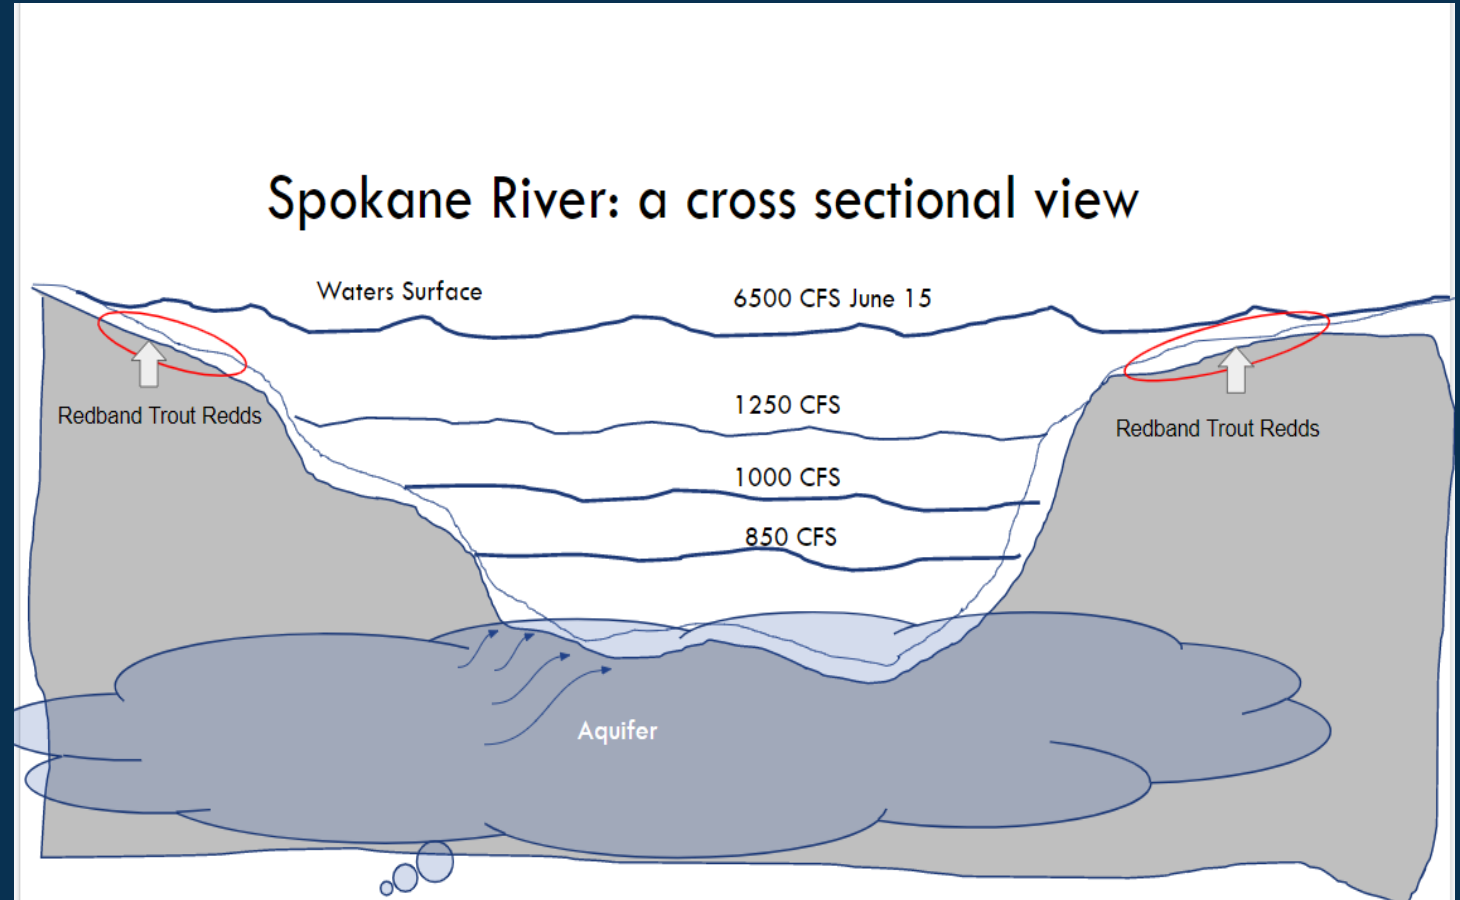 Spokane River: a cross sectional view
Waters Surface
6500 CFS June 15
1250 CFS
Redband Trout Redds
Redband Trout Redds
1000 CFS
850 CFS
Aquifer